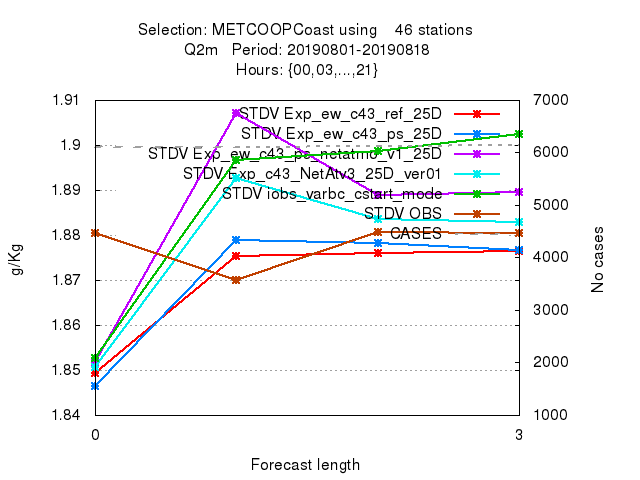 Selection: METCOOPCoast using 46 stations
Q2m Period: 20190801-20190818
Hours: {00,03,...,21}
1.91
1.9
1.89
1.88
1.87
1.86
1.85
1.84
g/Kg
STDV Exp_ew_c43_ref_25D
STDV Exp_ew_c43_ps_25D
STDV Exp_ew_c43_ps_netatmo_v1_25D
STDV Exp_c43_NetAtv3_25D_ver01
STDV iobs_varbc_cstart_mode
STDV OBS
CASES
7000
6000
5000
4000
3000
2000
1000
No cases
0 3
Forecast length